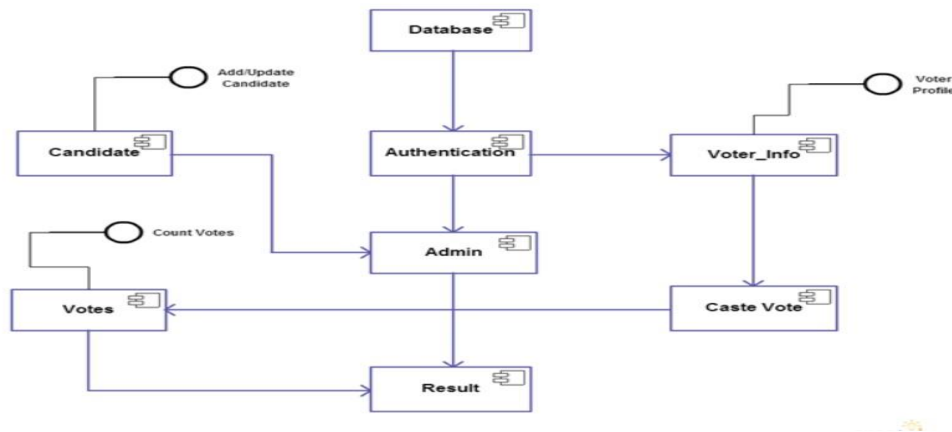 Database
Add/Update
Candidate
Voter
Profile
Candidate
Authentication
Voter_Info
Count Votes
Admin
Votes
Caste Vote
Result